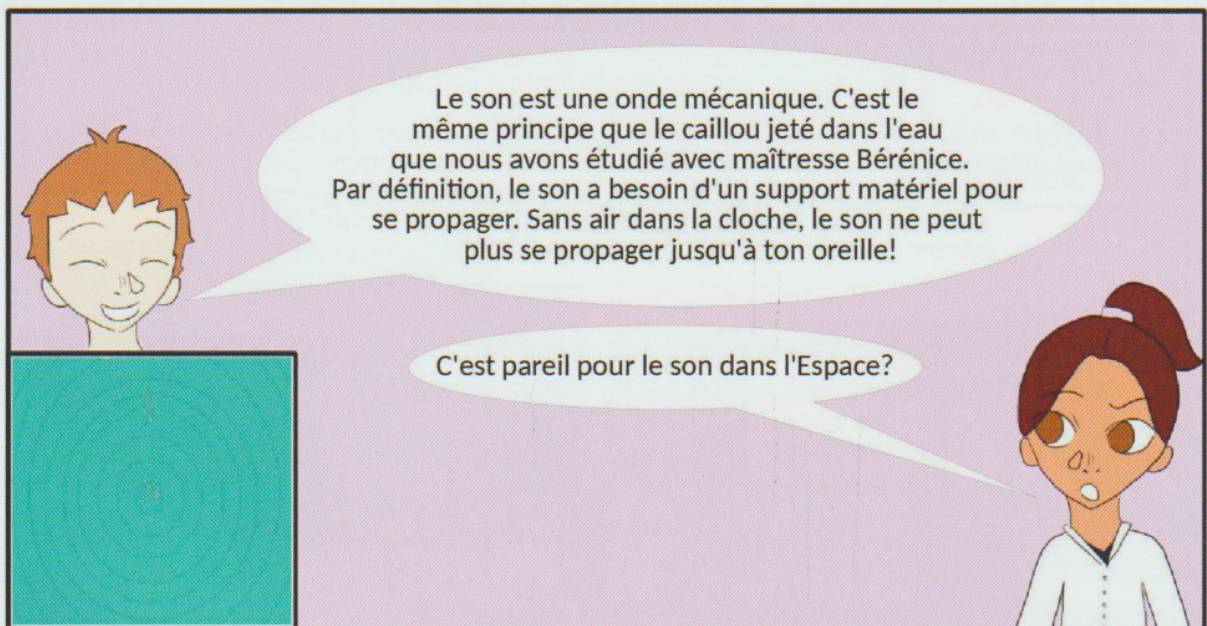 Le son est une onde mécanique. C'est le
même principe que le caillou jeté dans l'eau
que nous avons étudié avec maîtresse Bérénice.
Par définition, le son a besoin d'un support matériel pour
se propager. Sans air dans la cloche, le son ne peut
plus se propager jusqu'à ton oreille!
C'est pareil pour le son dans l'Espace?